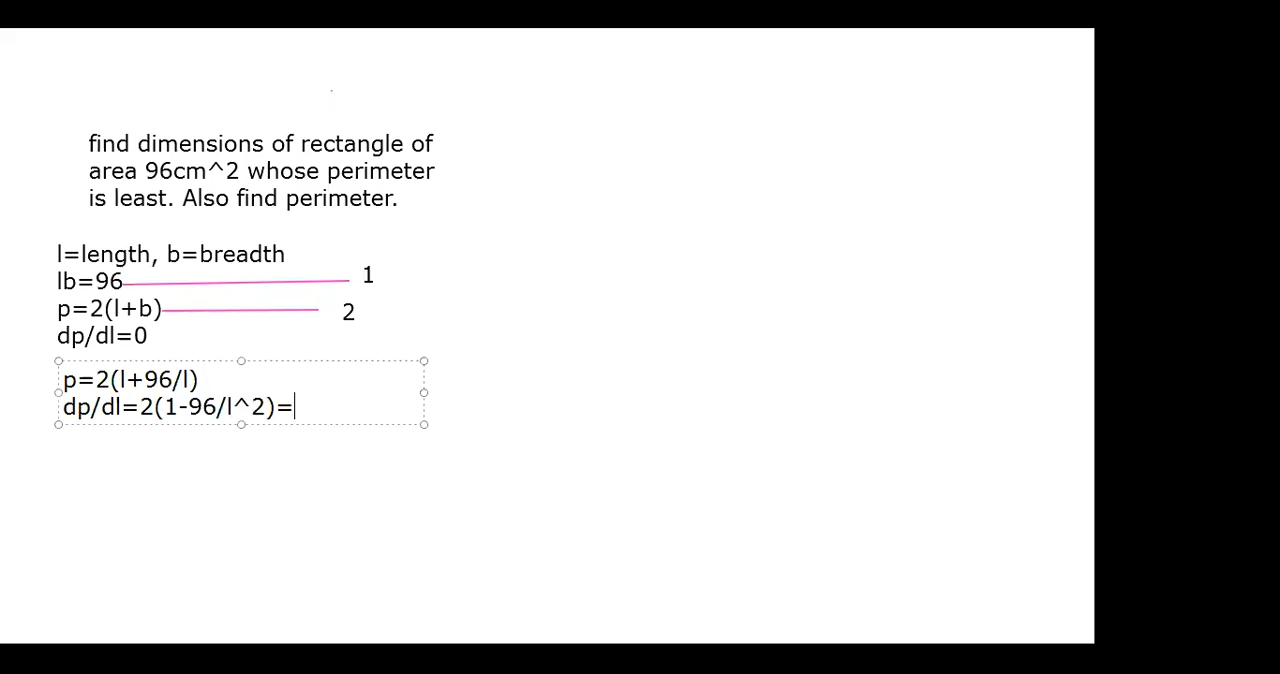 find dimensions of rectangle of
area 96cm^2 whose perimeter
is least. Also find perimeter.
l=length, b=breadth
lb=96 1
p=2(l+b) 2
dp/dl=0
p=2(l+96/l)
dp/dl=2(1-96/l^2)=